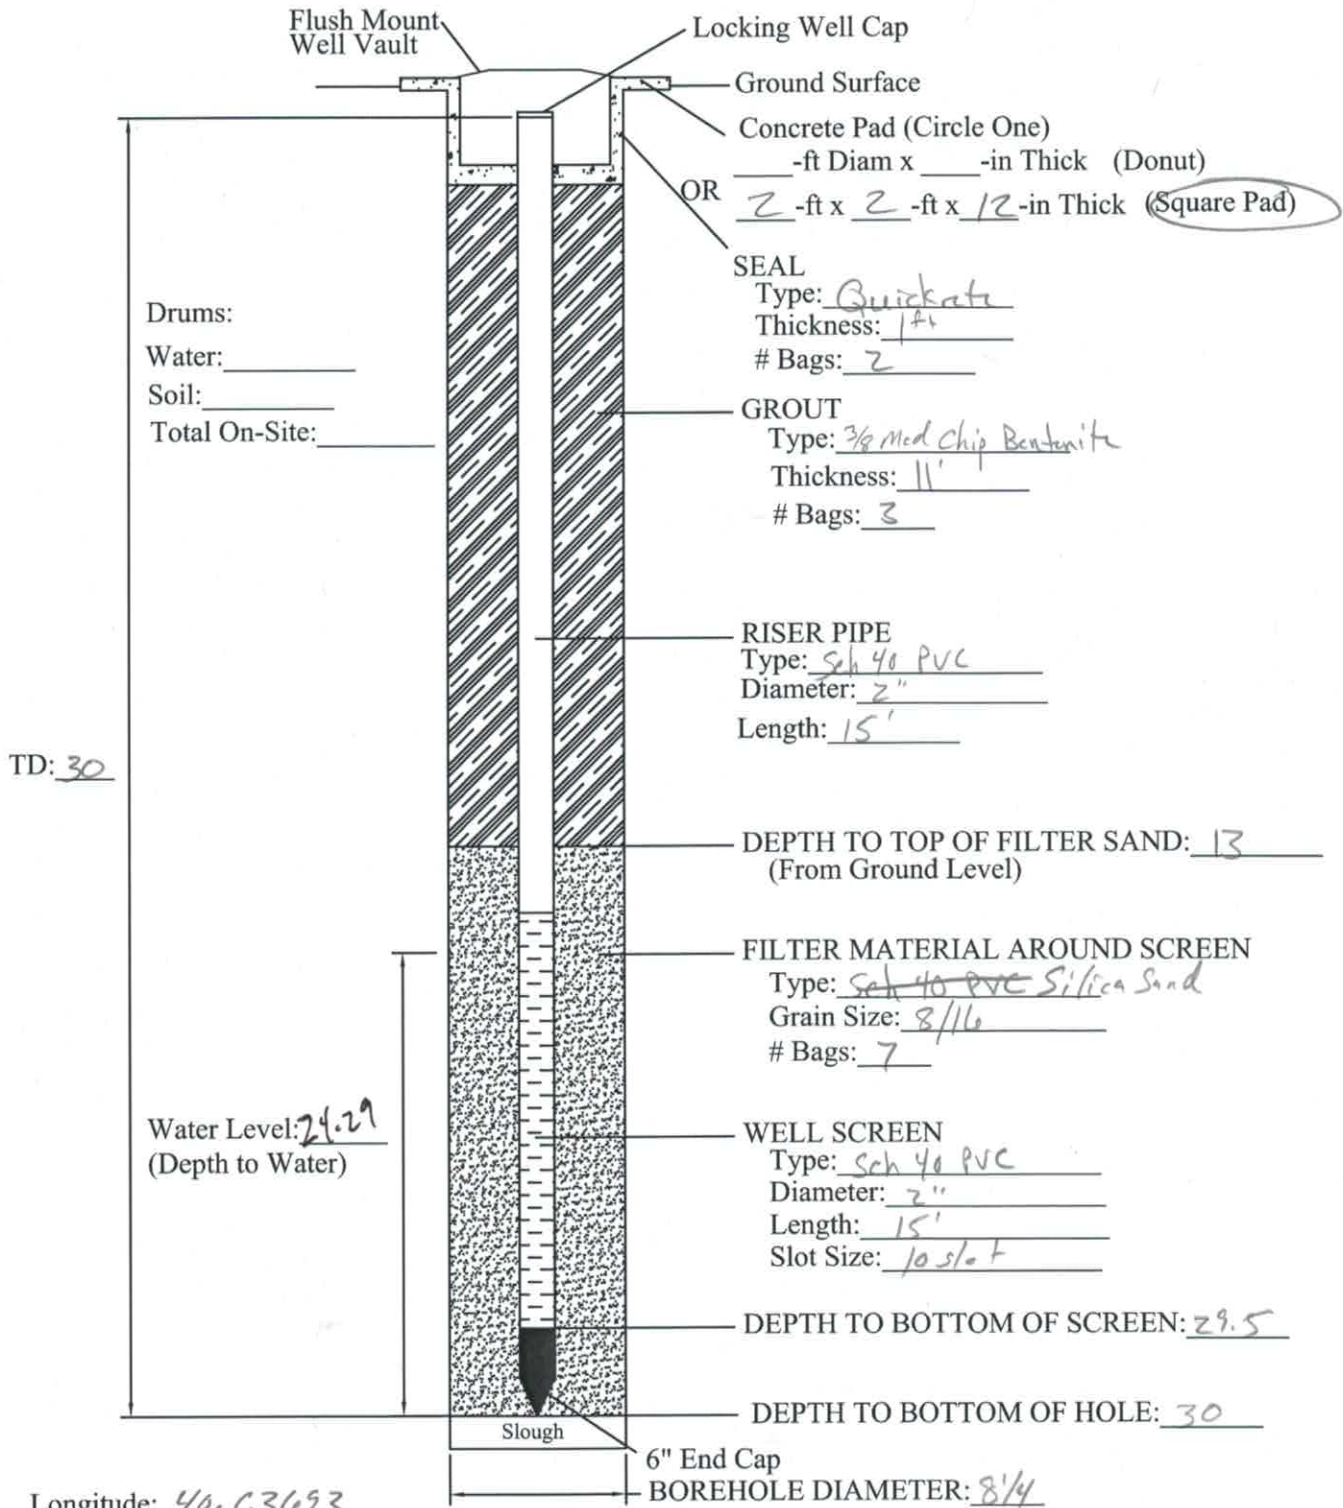 Flush Mount
Well Vault
Locking Well Cap
Ground Surface
Concrete Pad (Circle One)
____-ft Diam x ____-in Thick (Donut)
OR 2 -ft x 2 -ft x 12 -in Thick (Square Pad)
SEAL
Type: Quickrete
Thickness: 1ft
# Bags: 2
Drums:
Water:
Soil:
Total On-Site:
GROUT
Type: 3/8 Med Chip Bentonite
Thickness: 11'
# Bags: 3
RISER PIPE
Type: Sch 40 PVC
Diameter: 2"
Length: 15'
TD: 30
DEPTH TO TOP OF FILTER SAND: 13
(From Ground Level)
FILTER MATERIAL AROUND SCREEN
Type: Sch 40 PVC Silica Sand
Grain Size: 8/16
# Bags: 7
Water Level: 24.29
(Depth to Water)
WELL SCREEN
Type: Sch 40 PVC
Diameter: 2"
Length: 15'
Slot Size: 10 slot
DEPTH TO BOTTOM OF SCREEN: 29.5
DEPTH TO BOTTOM OF HOLE: 30
Slough
6" End Cap
BOREHOLE DIAMETER: 8 1/4
Longitude: